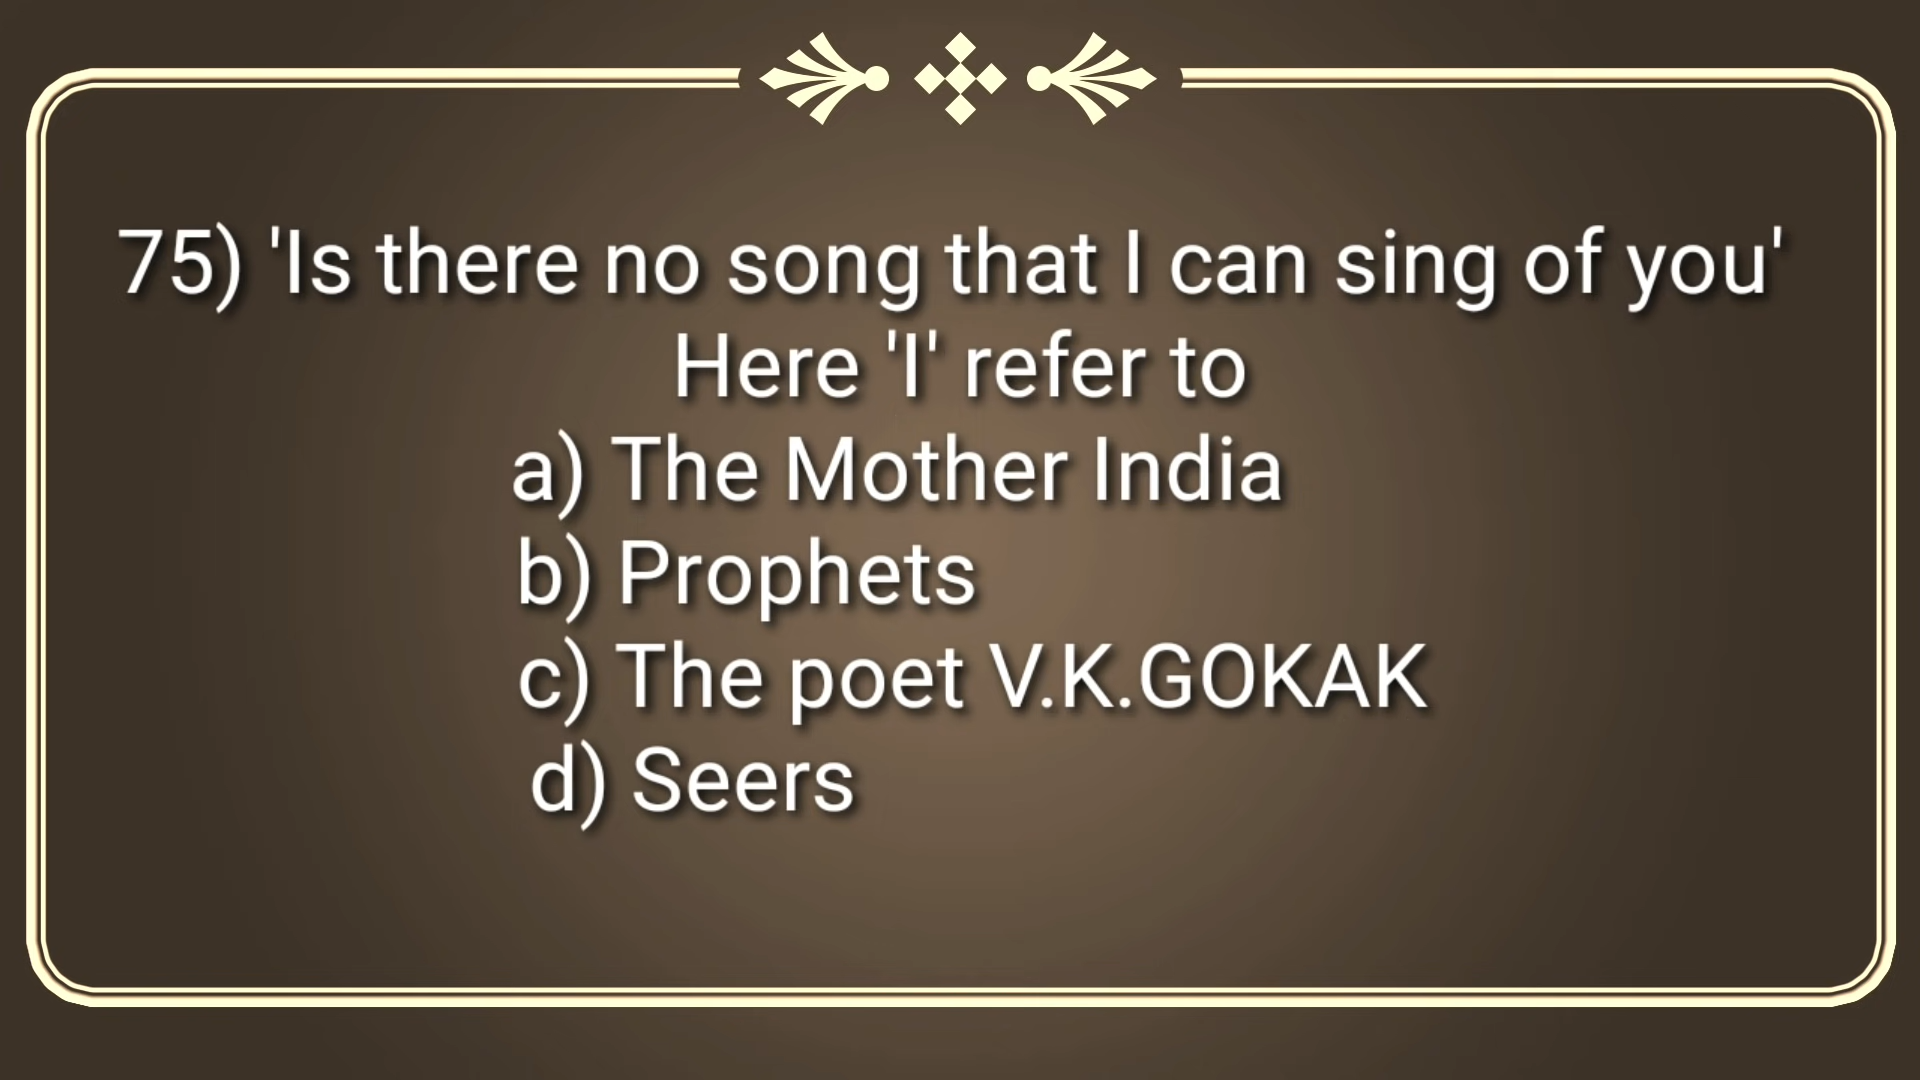 75) 'Is there no song that I can sing of you'
Here 'I' refer to
a) The Mother India
b) Prophets
c) The poet V.K.GOKAK
d) Seers